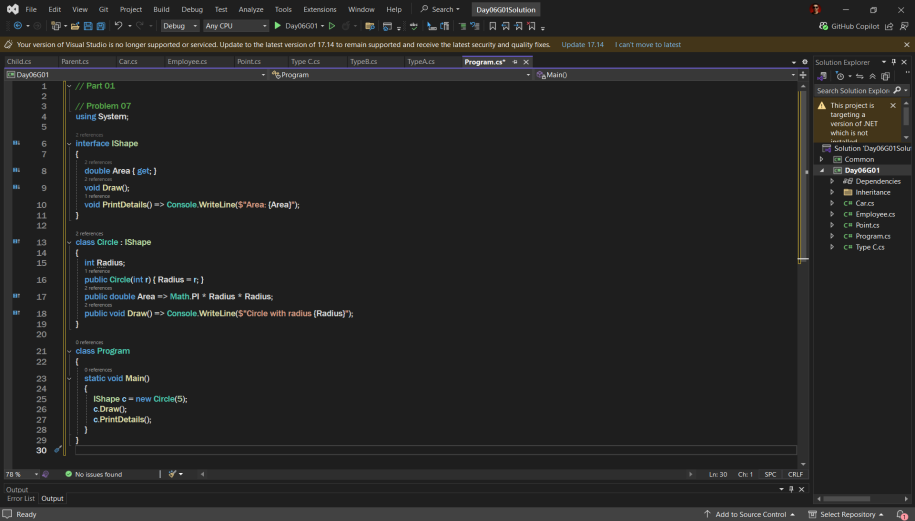 File Edit View Git Project Build Debug Test Analyze Tools Extensions Window Help Search Day06G01Solution
Debug Any CPU Day06G01 GitHub Copilot
Your version of Visual Studio is no longer supported or serviced. Update to the latest version of 17.14 to remain supported and receive the latest security and quality fixes. Update 17.14 I can't move to latest
Child.cs Parent.cs Car.cs Employee.cs Point.cs Type C.cs TypeB.cs TypeA.cs Program.cs*
Day06G01 Program Main()
1 // Part 01
2
3 // Problem 07
4 using System;
5
2 references
6 interface IShape
7 {
2 references
8 double Area { get; }
2 references
9 void Draw();
1 reference
10 void PrintDetails() => Console.WriteLine($"Area: {Area}");
11 }
12
2 references
13 class Circle : IShape
14 {
15 int Radius;
1 reference
16 public Circle(int r) { Radius = r; }
2 references
17 public double Area => Math.PI * Radius * Radius;
2 references
18 public void Draw() => Console.WriteLine($"Circle with radius {Radius}");
19 }
20
0 references
21 class Program
22 {
0 references
23 static void Main()
24 {
25 IShape c = new Circle(5);
26 c.Draw();
27 c.PrintDetails();
28 }
29 }
30
78 % No issues found Ln: 30 Ch: 1 SPC CRLF
Output
Error List Output
Ready Add to Source Control Select Repository 1
Solution Explorer
Search Solution Explor
This project is
targeting a
version of .NET
which is not
Solution 'Day06G01Solu
Common
Day06G01
Dependencies
Inheritance
C# Car.cs
C# Employee.cs
C# Point.cs
C# Program.cs
C# Type C.cs